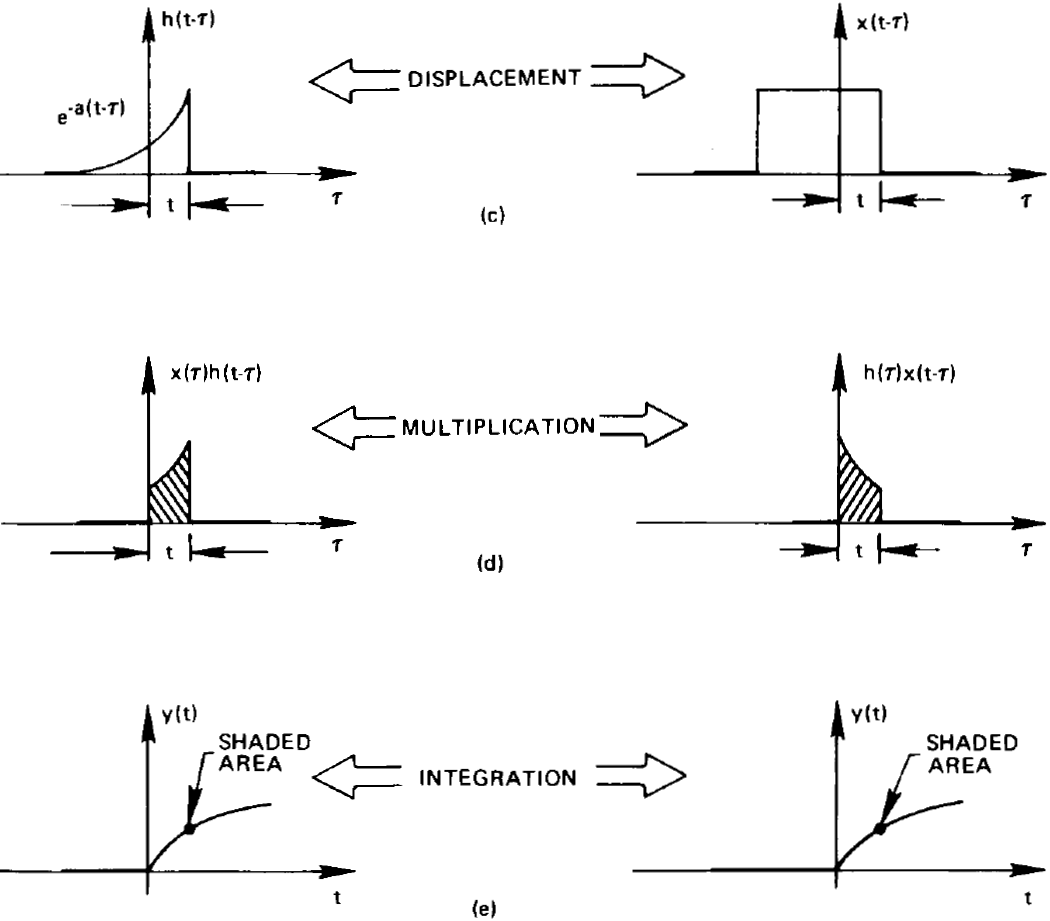 h(t-τ)
x(t-τ)
DISPLACEMENT
e^-a(t-τ)
t
τ
t
τ
(c)
x(τ)h(t-τ)
h(τ)x(t-τ)
MULTIPLICATION
t
τ
t
τ
(d)
y(t)
y(t)
SHADED
AREA
SHADED
AREA
INTEGRATION
t
t
(e)